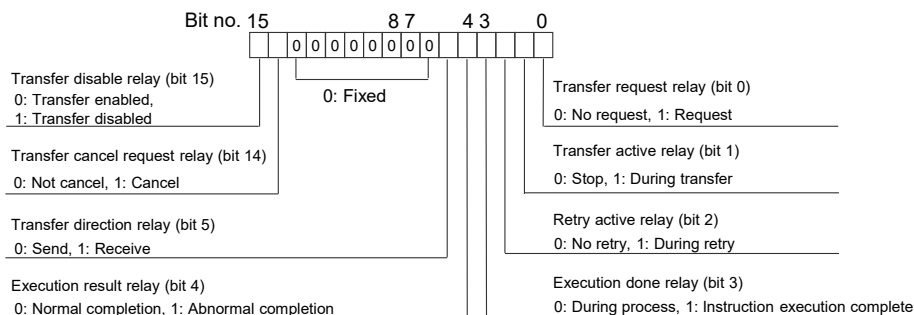 Bit no. 15 8 7 4 3 0
0 0 0 0 0 0 0 0
0: Fixed
Transfer disable relay (bit 15)
0: Transfer enabled,
1: Transfer disabled
Transfer cancel request relay (bit 14)
0: Not cancel, 1: Cancel
Transfer direction relay (bit 5)
0: Send, 1: Receive
Execution result relay (bit 4)
0: Normal completion, 1: Abnormal completion
Transfer request relay (bit 0)
0: No request, 1: Request
Transfer active relay (bit 1)
0: Stop, 1: During transfer
Retry active relay (bit 2)
0: No retry, 1: During retry
Execution done relay (bit 3)
0: During process, 1: Instruction execution complete